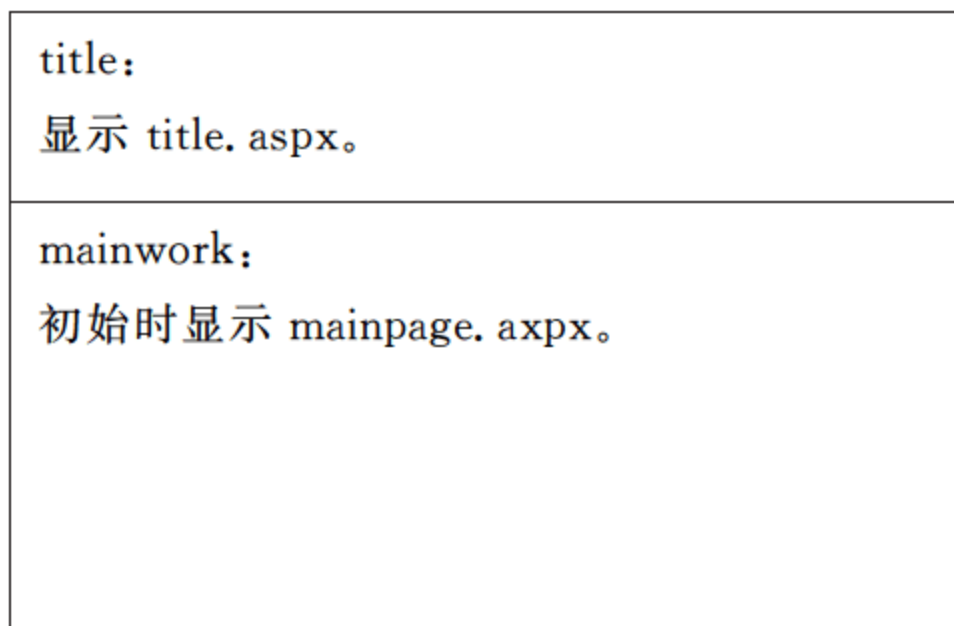 title：
显示 title. aspx。
mainwork：
初始时显示 mainpage. axpx。